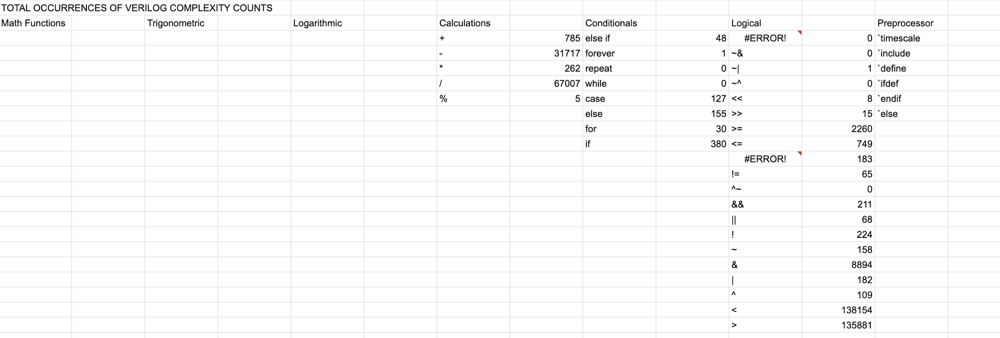 TOTAL OCCURRENCES OF VERILOG COMPLEXITY COUNTS
Math Functions Trigonometric Logarithmic Calculations Conditionals Logical Preprocessor
+ 785 else if 48 #ERROR! 0 `timescale
- 31717 forever 1 ~& 0 `include
* 262 repeat 0 ~| 1 `define
/ 67007 while 0 ~^ 0 `ifdef
% 5 case 127 << 8 `endif
else 155 >> 15 `else
for 30 >= 2260
if 380 <= 749
#ERROR! 183
!= 65
^~ 0
&& 211
|| 68
! 224
~ 158
& 8894
| 182
^ 109
< 138154
> 135881